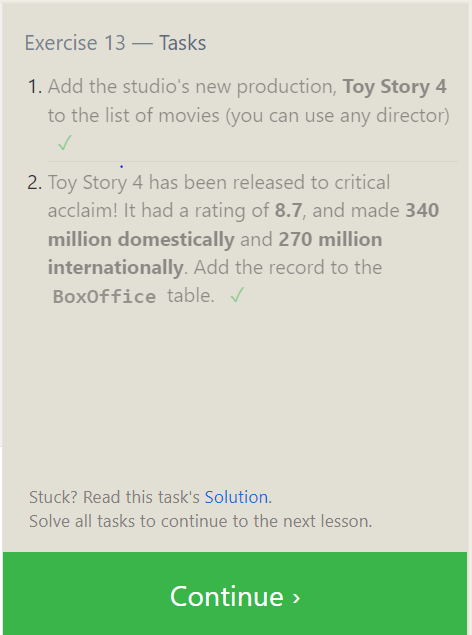 Exercise 13 — Tasks
1. Add the studio's new production, Toy Story 4
to the list of movies (you can use any director)
✓
2. Toy Story 4 has been released to critical
acclaim! It had a rating of 8.7, and made 340
million domestically and 270 million
internationally. Add the record to the
BoxOffice table. ✓
Stuck? Read this task's Solution.
Solve all tasks to continue to the next lesson.
Continue ›